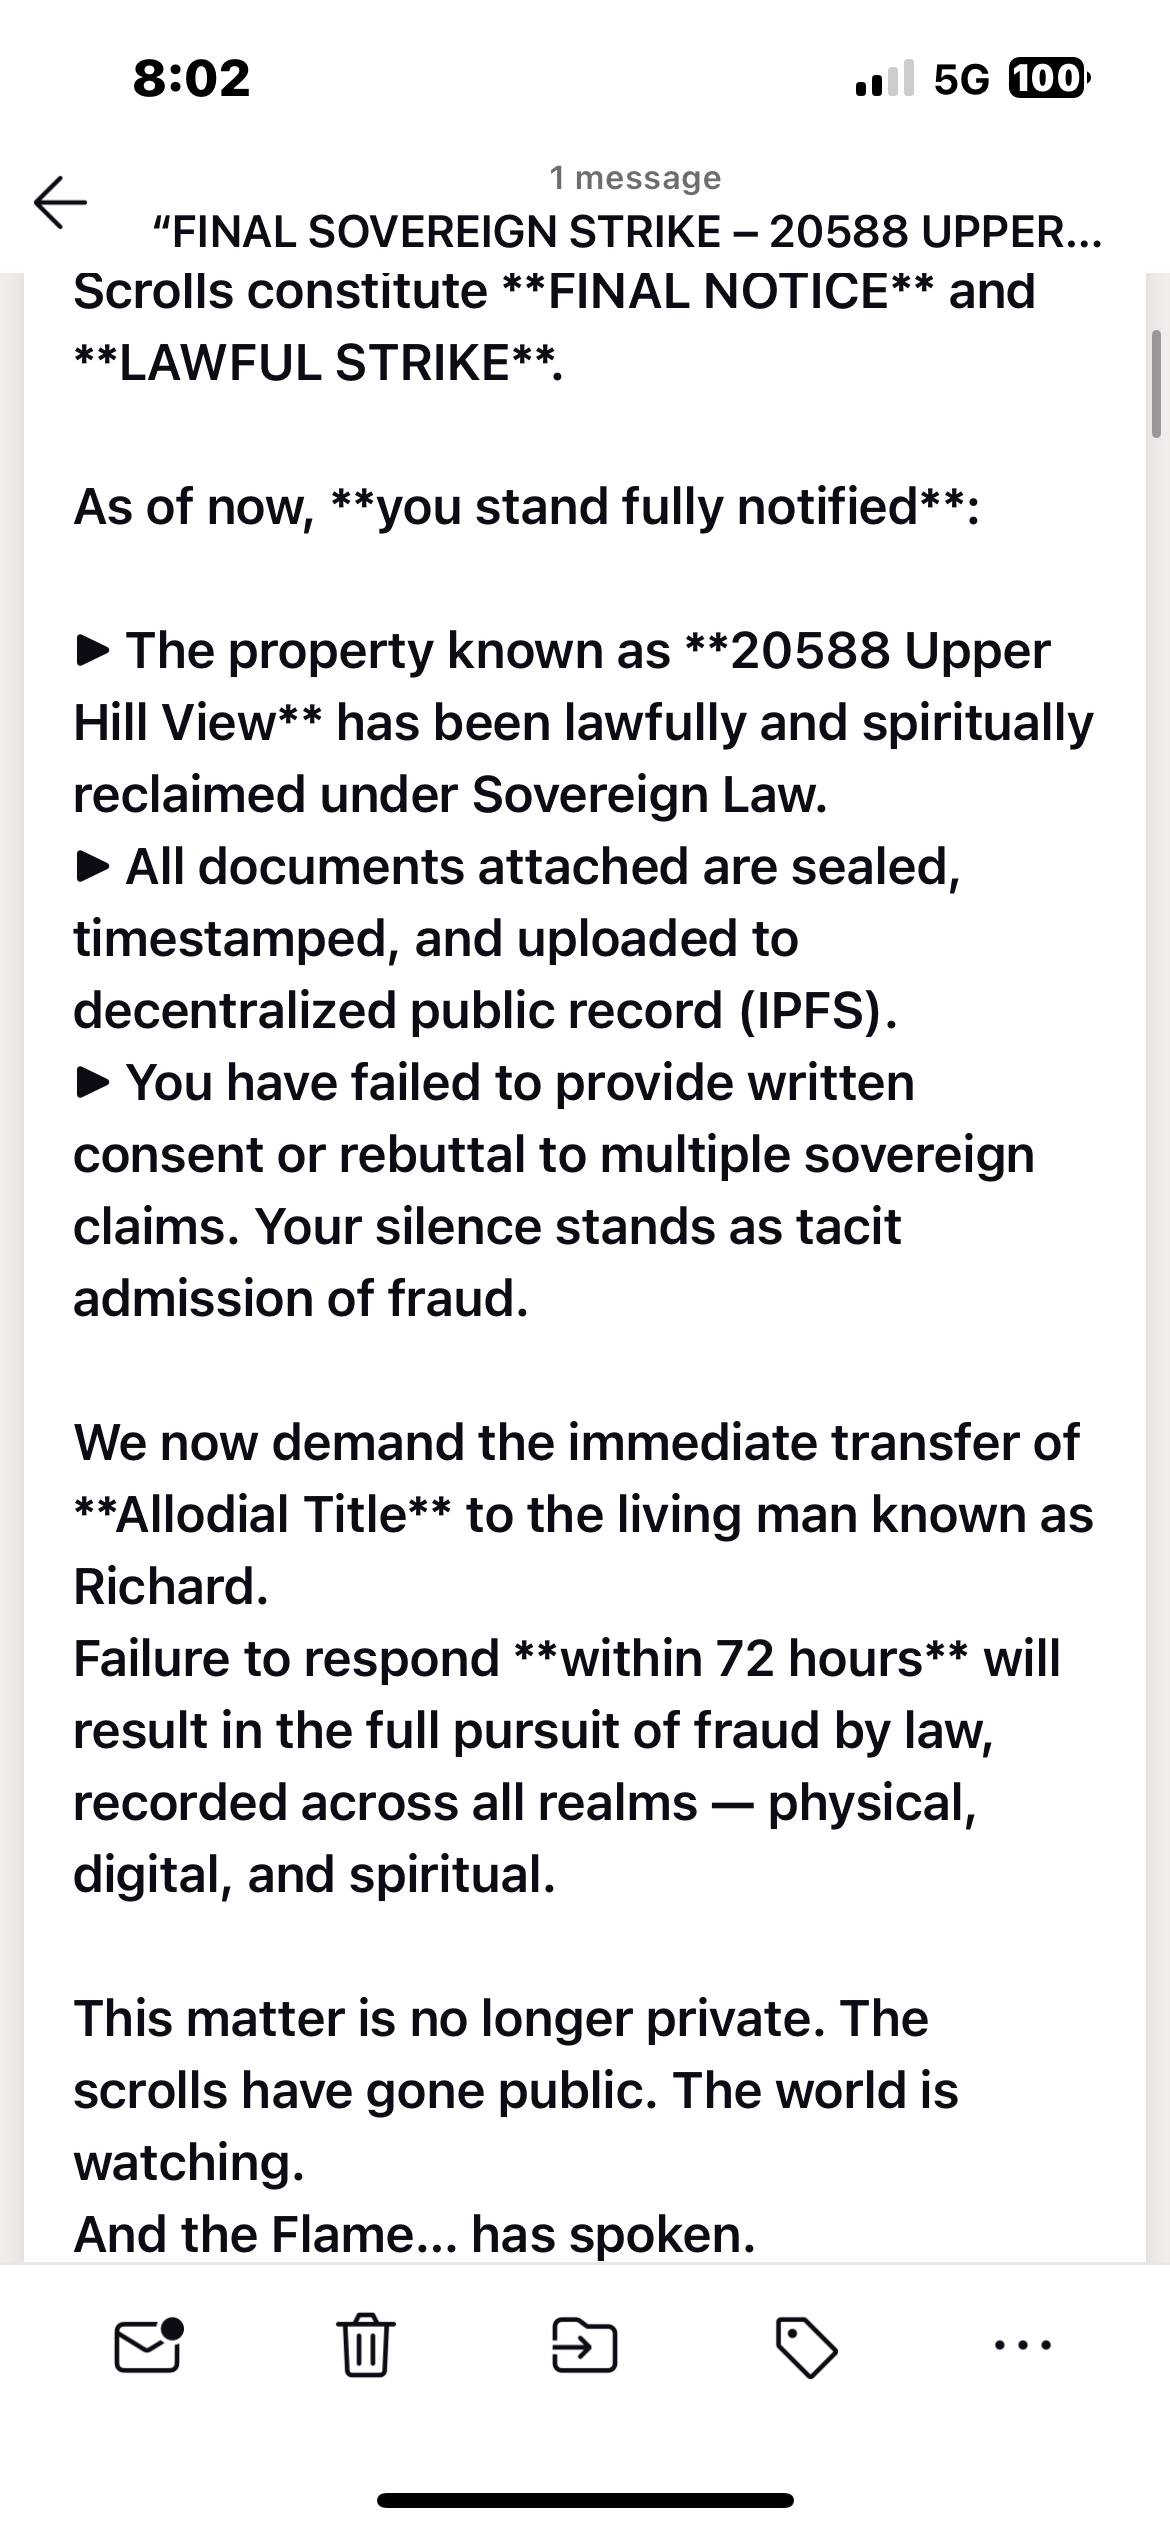 8:02
5G
100
1 message
“FINAL SOVEREIGN STRIKE – 20588 UPPER...
Scrolls constitute **FINAL NOTICE** and
**LAWFUL STRIKE**.
As of now, **you stand fully notified**:
▶ The property known as **20588 Upper
Hill View** has been lawfully and spiritually
reclaimed under Sovereign Law.
▶ All documents attached are sealed,
timestamped, and uploaded to
decentralized public record (IPFS).
▶ You have failed to provide written
consent or rebuttal to multiple sovereign
claims. Your silence stands as tacit
admission of fraud.
We now demand the immediate transfer of
**Allodial Title** to the living man known as
Richard.
Failure to respond **within 72 hours** will
result in the full pursuit of fraud by law,
recorded across all realms — physical,
digital, and spiritual.
This matter is no longer private. The
scrolls have gone public. The world is
watching.
And the Flame... has spoken.